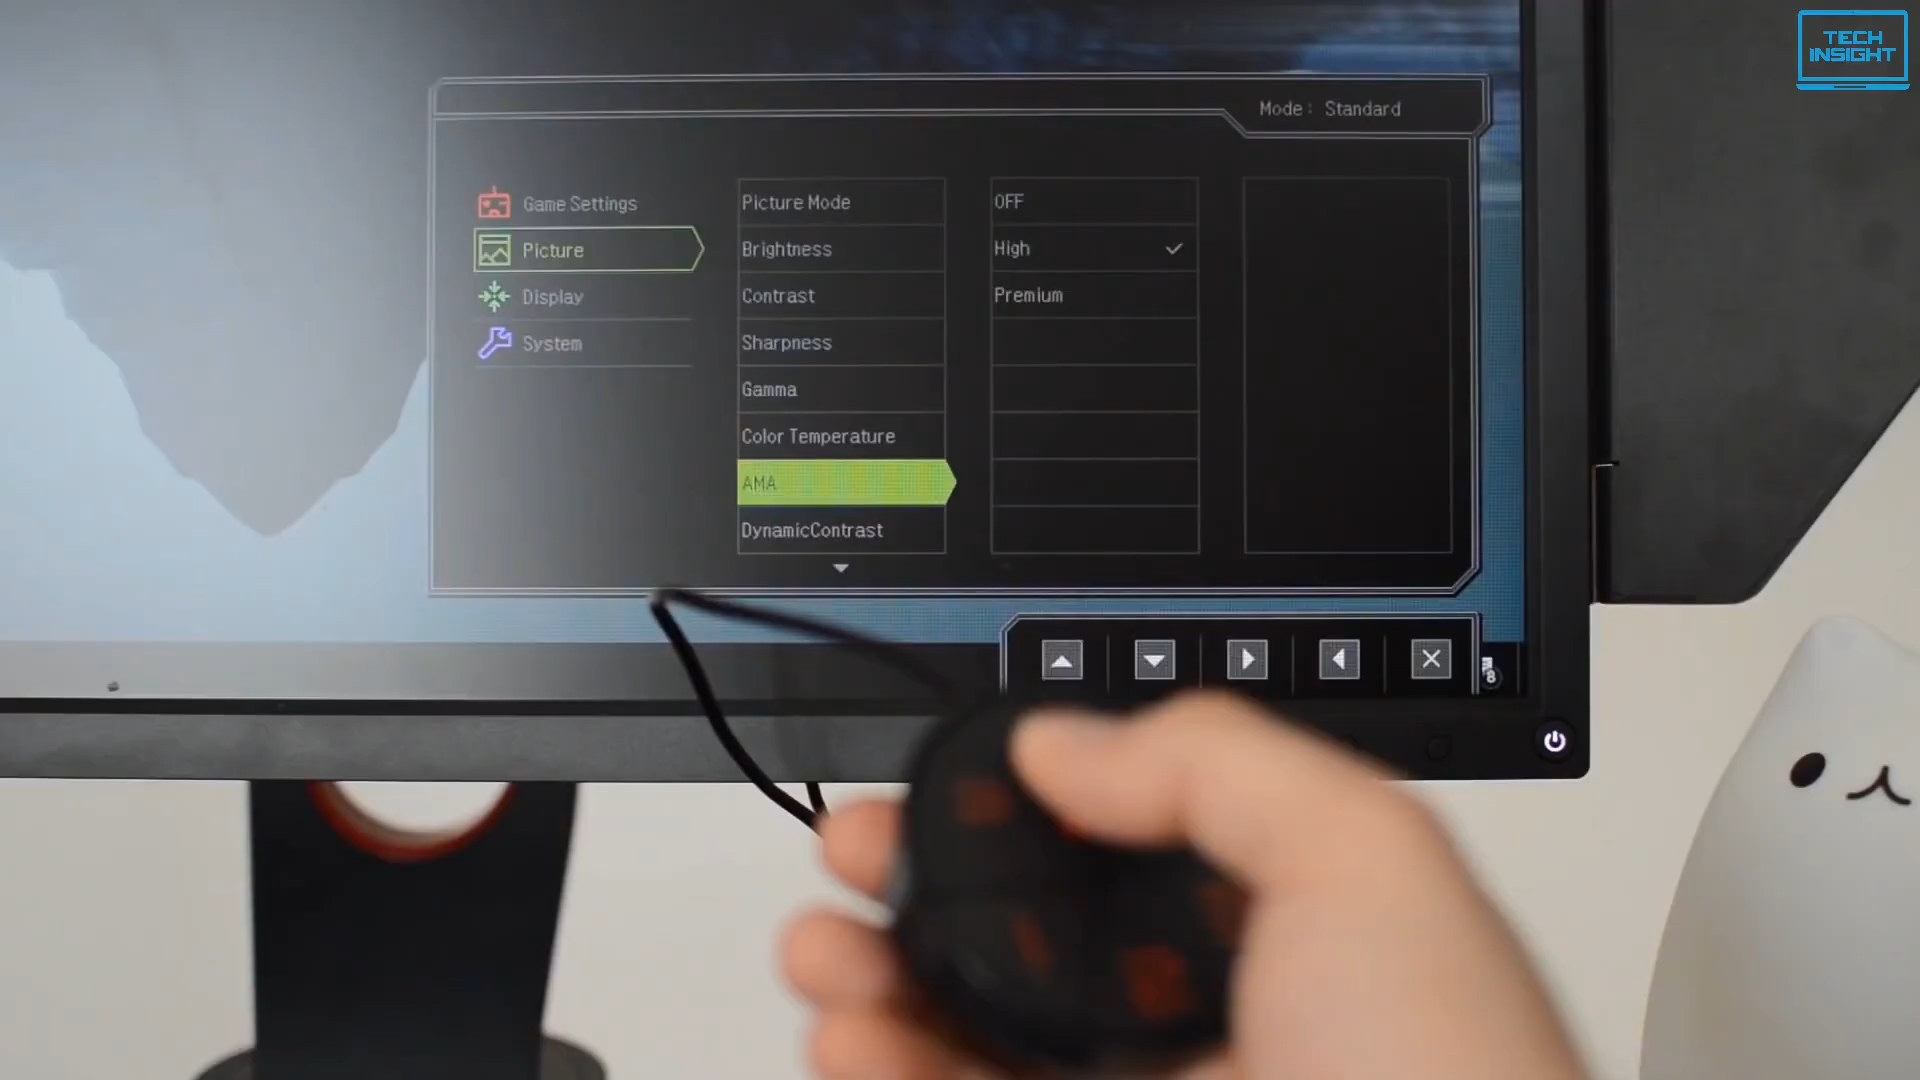 TECH
INSIGHT
Mode: Standard
Game Settings
Picture
Display
System
Picture Mode
Brightness
Contrast
Sharpness
Gamma
Color Temperature
AMA
DynamicContrast
OFF
High
Premium